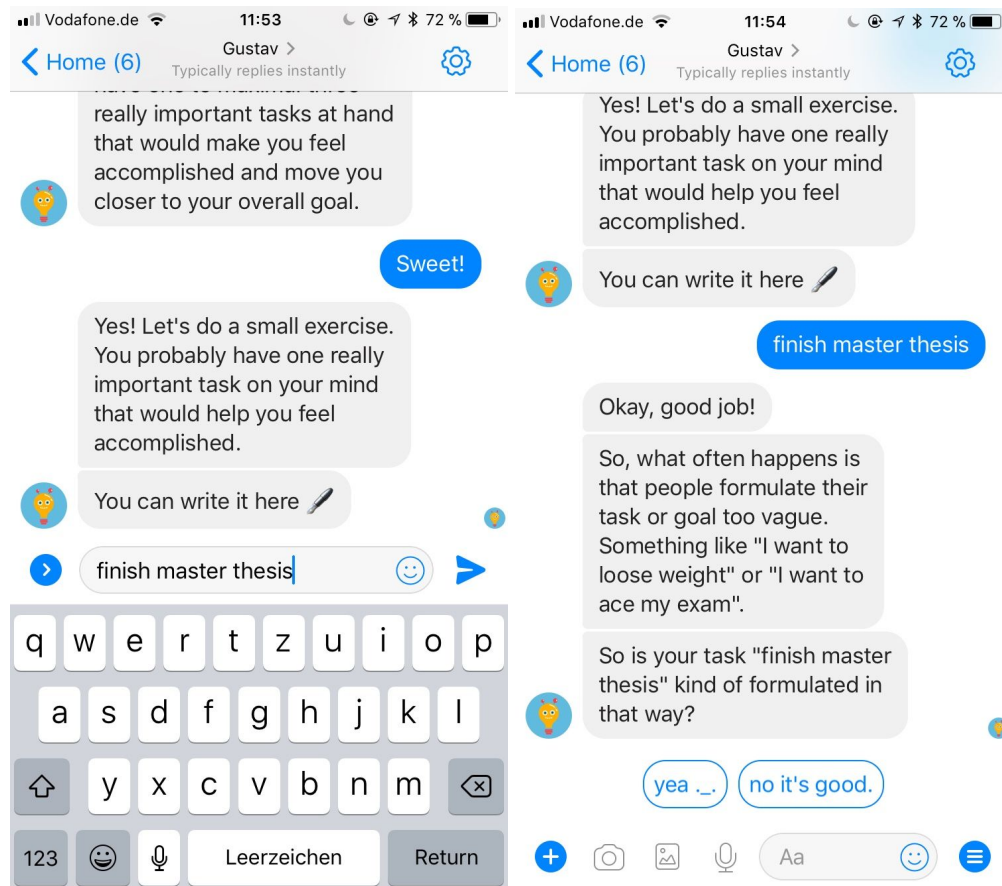 Vodafone.de 11:53 72 %
Home (6)
Gustav
Typically replies instantly
have one to maximal three
really important tasks at hand
that would make you feel
accomplished and move you
closer to your overall goal.
Sweet!
Yes! Let's do a small exercise.
You probably have one really
important task on your mind
that would help you feel
accomplished.
You can write it here
finish master thesis
q w e r t z u i o p
a s d f g h j k l
y x c v b n m
123 Leerzeichen Return
Vodafone.de 11:54 72 %
Home (6)
Gustav
Typically replies instantly
Yes! Let's do a small exercise.
You probably have one really
important task on your mind
that would help you feel
accomplished.
You can write it here
finish master thesis
Okay, good job!
So, what often happens is
that people formulate their
task or goal too vague.
Something like "I want to
loose weight" or "I want to
ace my exam".
So is your task "finish master
thesis" kind of formulated in
that way?
yea ._.
no it's good.
Aa